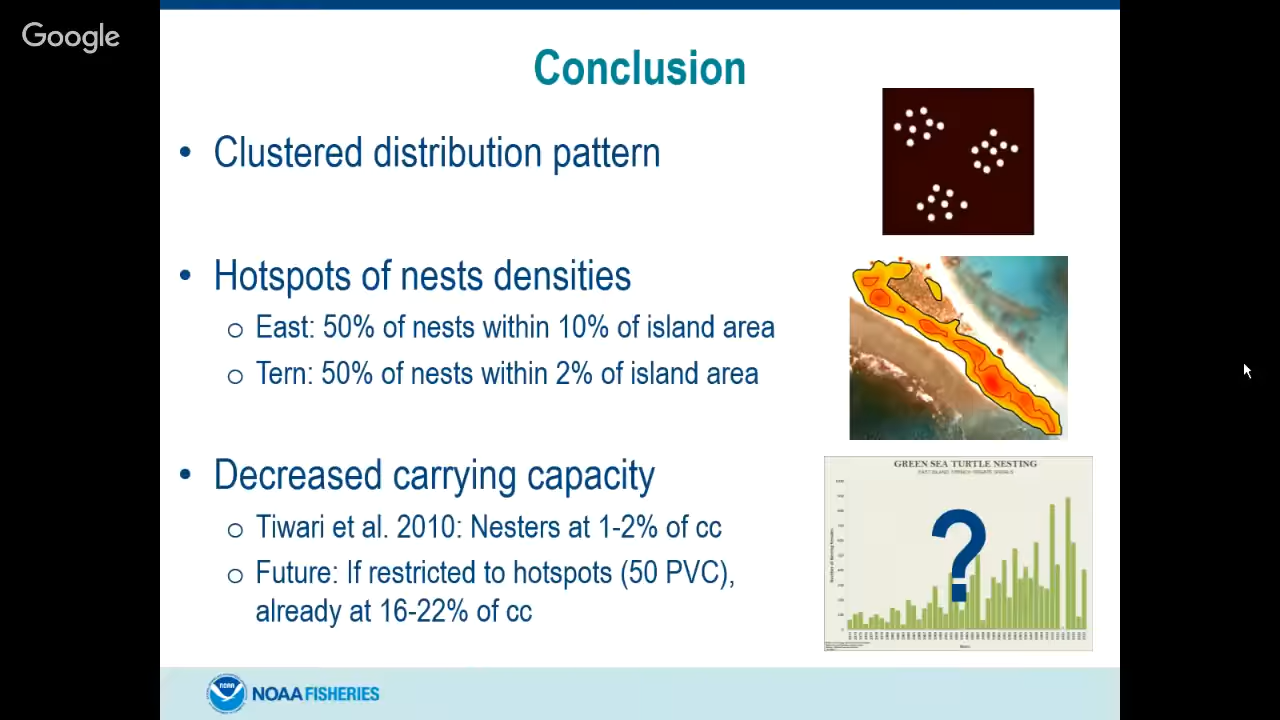 Google
Conclusion
• Clustered distribution pattern
• Hotspots of nests densities
o East: 50% of nests within 10% of island area
o Tern: 50% of nests within 2% of island area
• Decreased carrying capacity
o Tiwari et al. 2010: Nesters at 1-2% of cc
o Future: If restricted to hotspots (50 PVC),
already at 16-22% of cc
GREEN SEA TURTLE NESTING
?
NOAA
NOAA FISHERIES